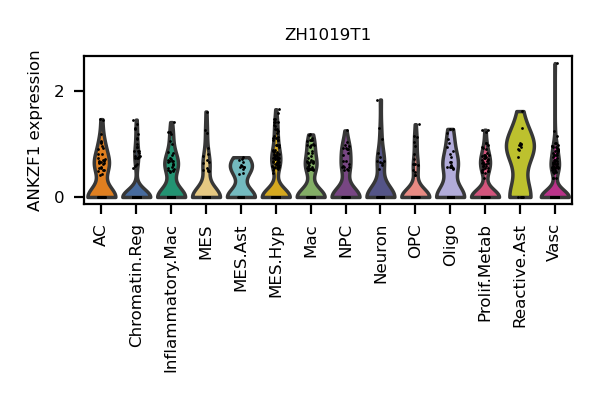 ZH1019T1
ANKZF1 expression
2
0
AC
Chromatin.Reg
Inflammatory.Mac
MES
MES.Ast
MES.Hyp
Mac
NPC
Neuron
OPC
Oligo
Prolif.Metab
Reactive.Ast
Vasc